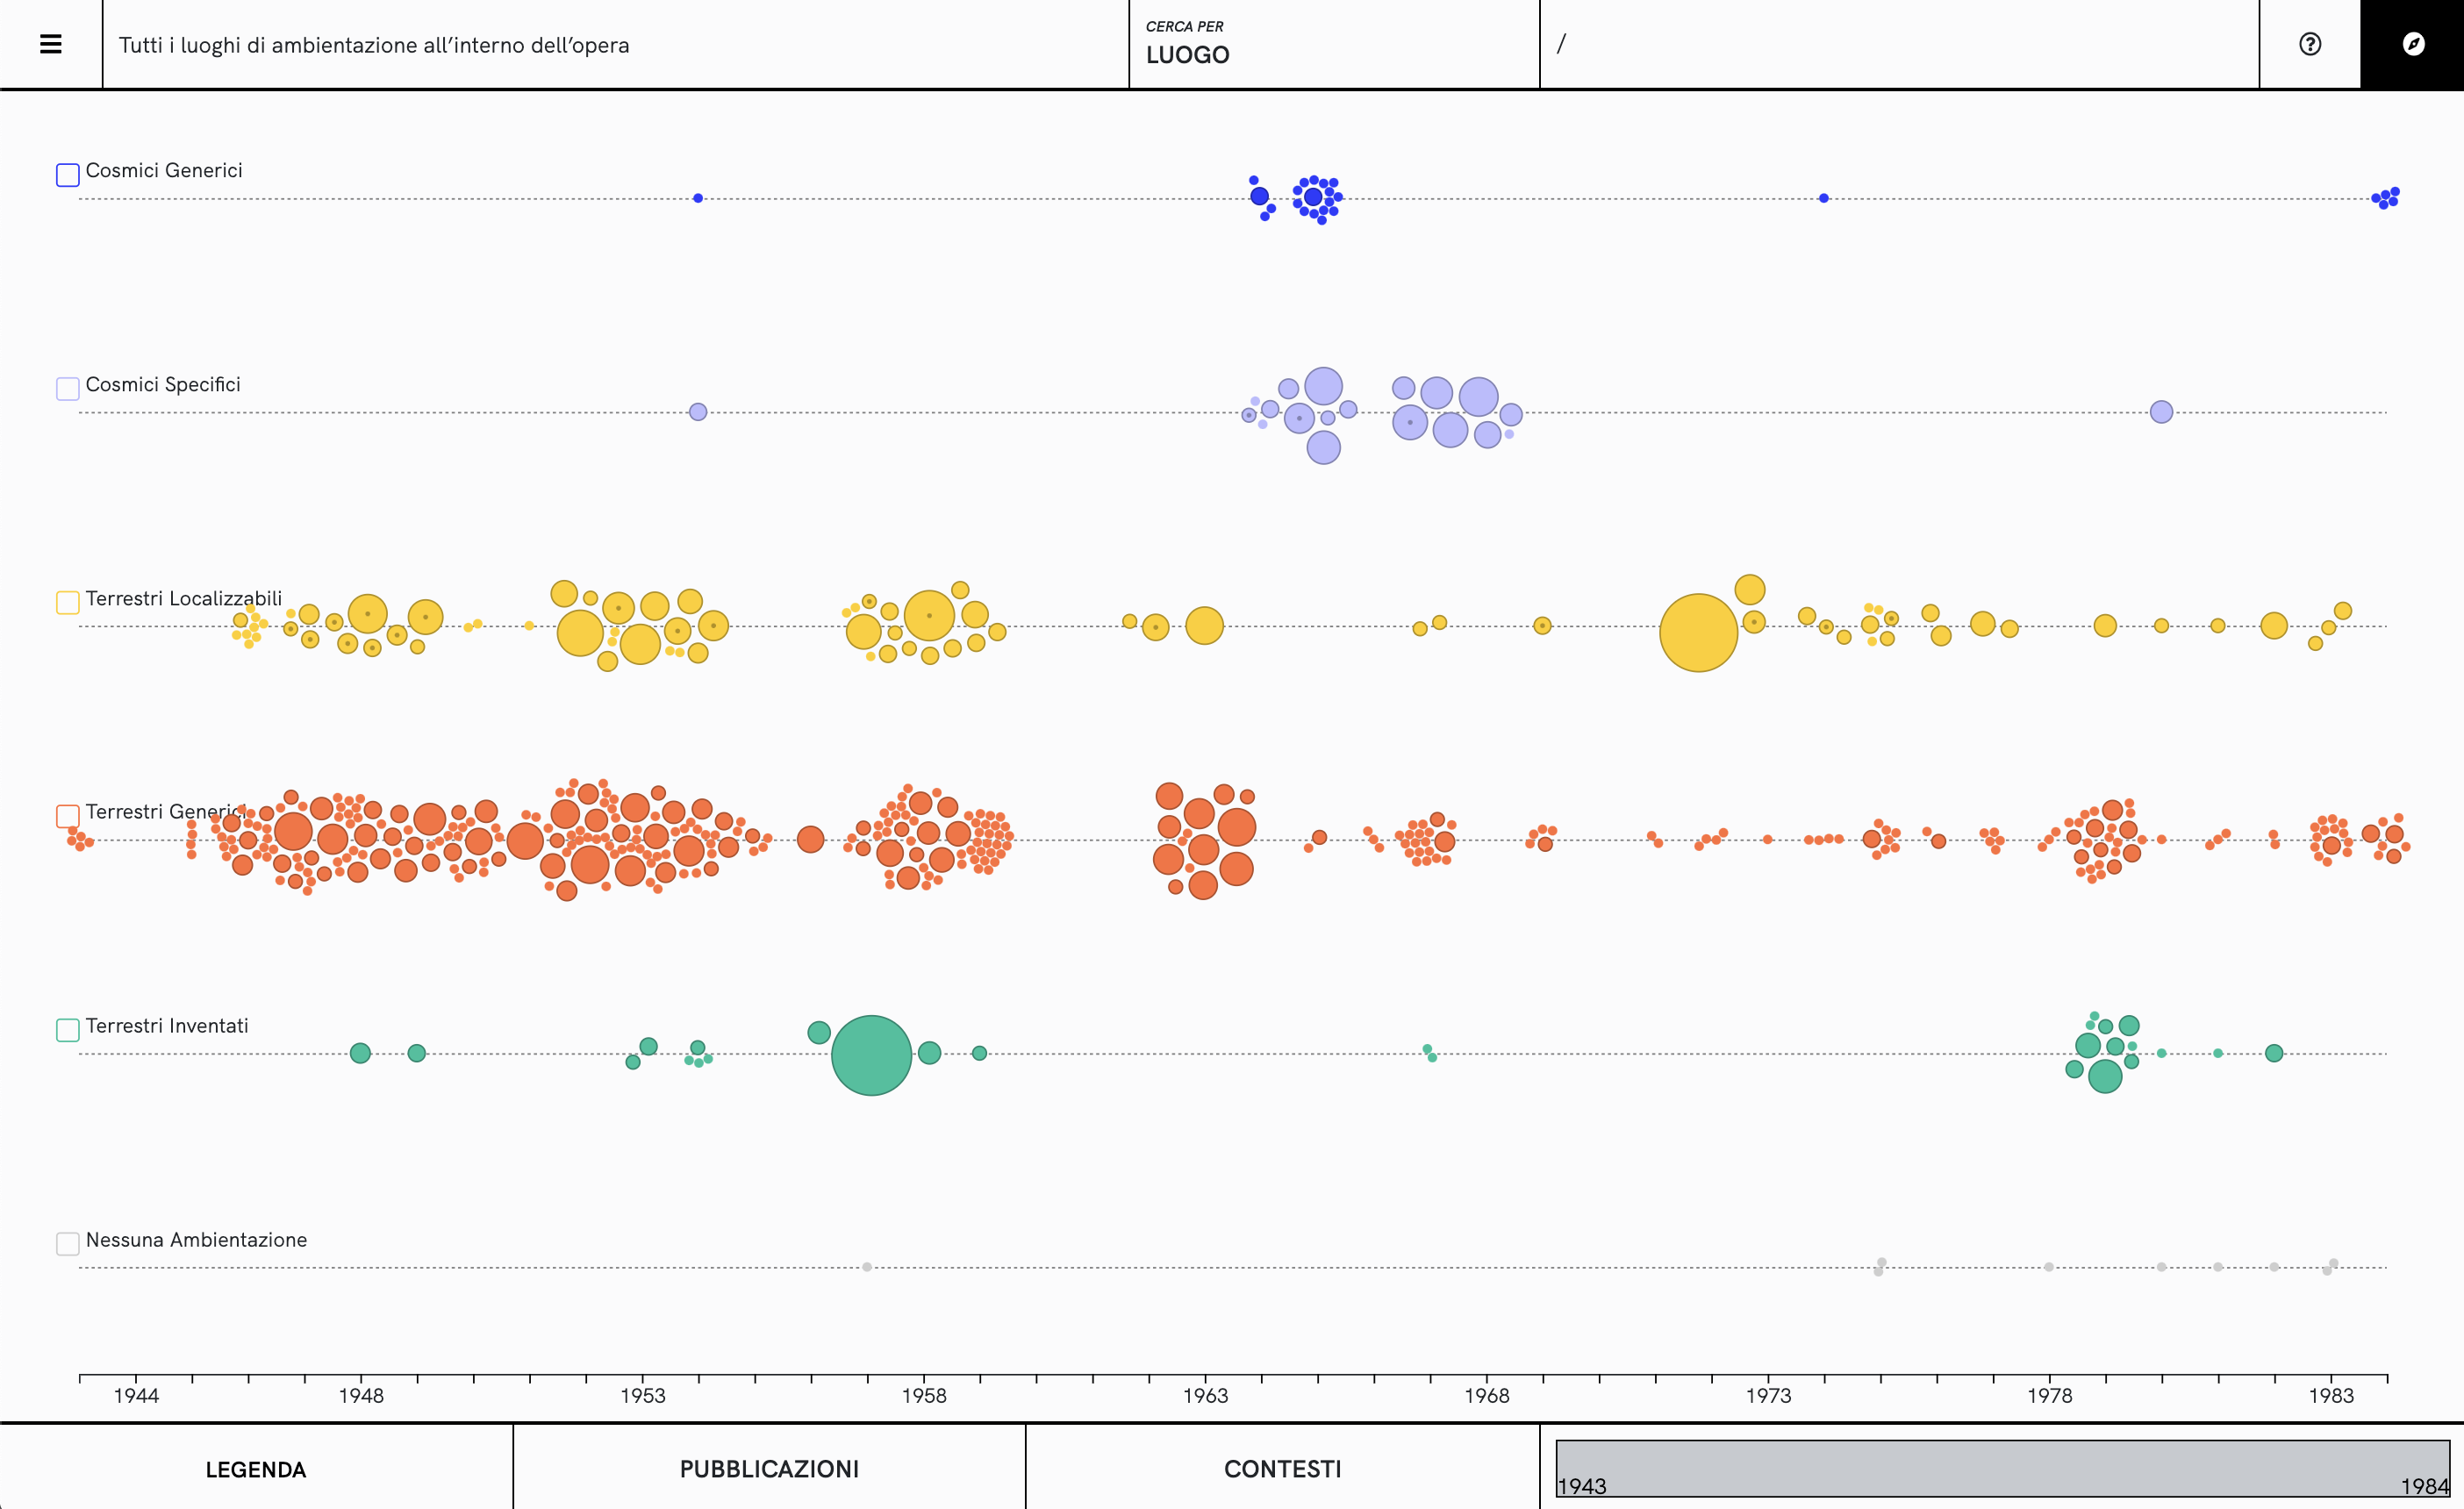 Tutti i luoghi di ambientazione all’interno dell’opera
CERCA PER
LUOGO
/
Cosmici Generici
Cosmici Specifici
Terrestri Localizzabili
Terrestri Generici
Terrestri Inventati
Nessuna Ambientazione
1944 1948 1953 1958 1963 1968 1973 1978 1983
LEGENDA
PUBBLICAZIONI
CONTESTI
1943 1984